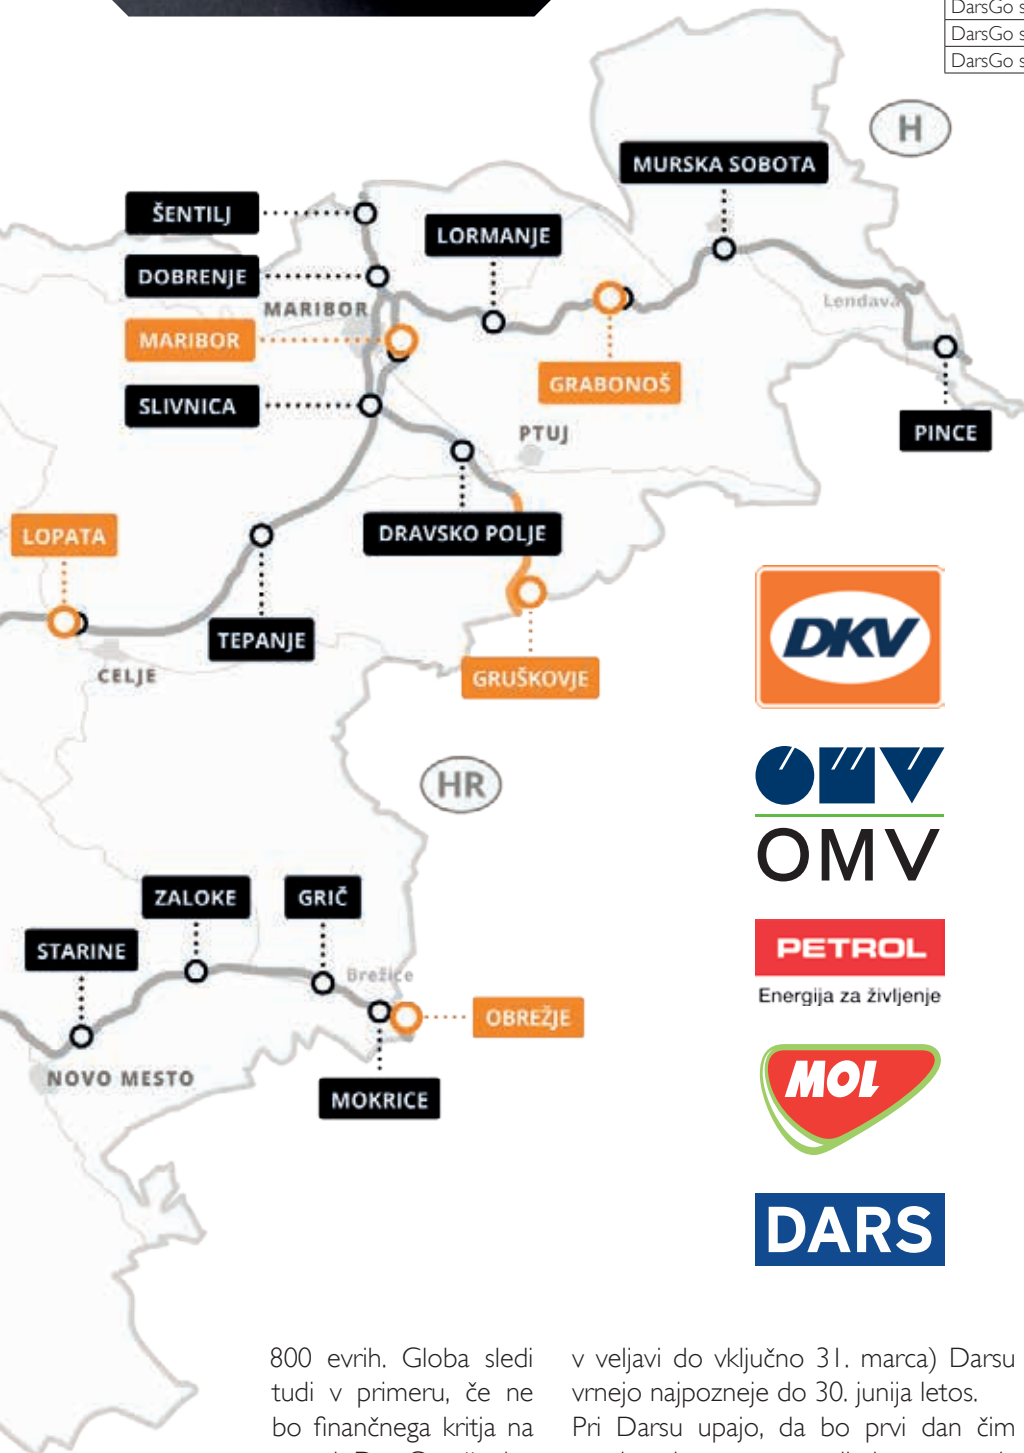 DarsGo s
DarsGo s
DarsGo s
H
MURSKA SOBOTA
ŠENTILJ
LORMANJE
DOBRENJE
MARIBOR
Lendava
MARIBOR
GRABONOŠ
SLIVNICA
PTUJ
PINCE
LOPATA
DRAVSKO POLJE
TEPANJE
CELJE
GRUŠKOVJE
DKV
HR
OMV
OMV
ZALOKE
GRIČ
STARINE
PETROL
Energija za življenje
Brežice
OBREŽJE
NOVO MESTO
MOKRICE
MOL
DARS
800 evrih. Globa sledi
tudi v primeru, če ne
bo finančnega kritja na
v veljavi do vključno 31. marca) Darsu
vrnejo najpozneje do 30. junija letos.
Pri Darsu upajo, da bo prvi dan čim